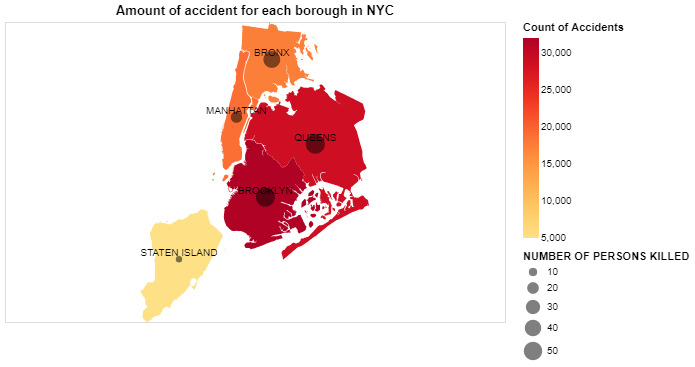 Amount of accident for each borough in NYC
BRONX
MANHATTAN
QUEENS
BROOKLYN
STATEN ISLAND
Count of Accidents
30,000
25,000
20,000
15,000
10,000
5,000
NUMBER OF PERSONS KILLED
10
20
30
40
50